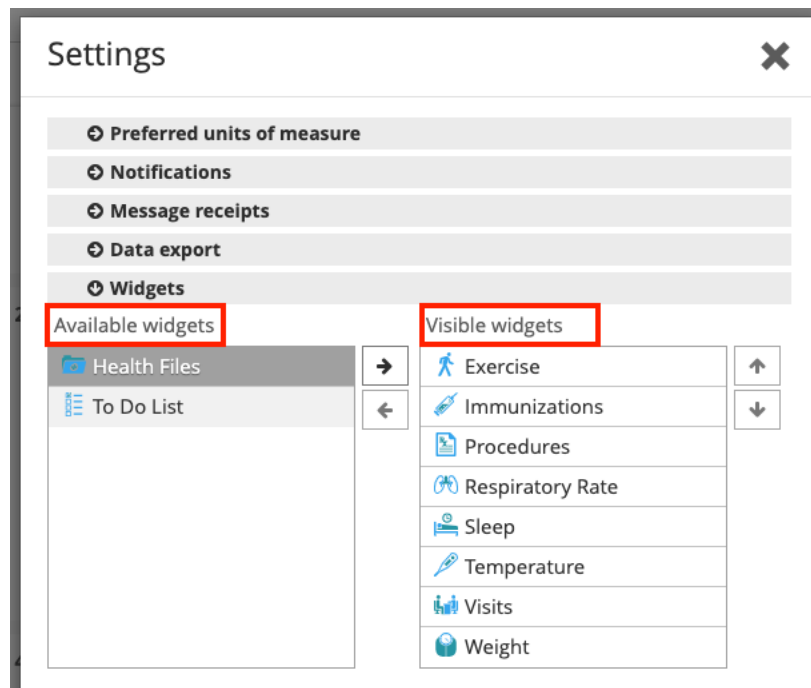 Settings
Preferred units of measure
Notifications
Message receipts
Data export
Widgets
Available widgets
Visible widgets
Health Files
To Do List
Exercise
Immunizations
Procedures
Respiratory Rate
Sleep
Temperature
Visits
Weight